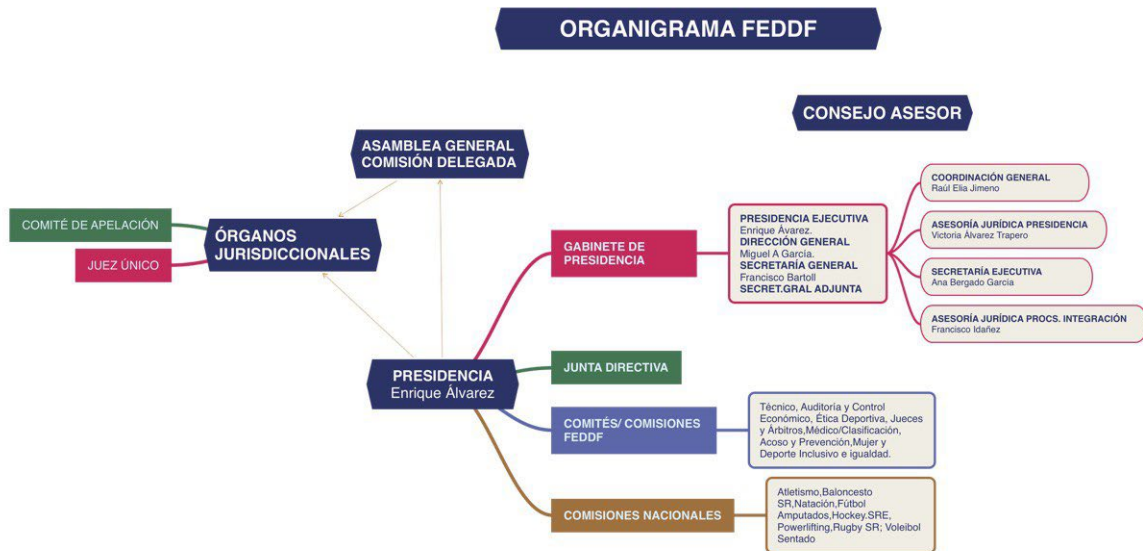 ORGANIGRAMA FEDDF
CONSEJO ASESOR
ASAMBLEA GENERAL
COMISIÓN DELEGADA
COMITÉ DE APELACIÓN
JUEZ ÚNICO
ÓRGANOS
JURISDICCIONALES
GABINETE DE
PRESIDENCIA
PRESIDENCIA EJECUTIVA
Enrique Ávarez.
DIRECCIÓN GENERAL
Miguel A García.
SECRETARÍA GENERAL
Francisco Bartoll
SECRET.GRAL ADJUNTA
COORDINACIÓN GENERAL
Raúl Elia Jimeno
ASESORÍA JURÍDICA PRESIDENCIA
Victoria Álvarez Trapero
SECRETARÍA EJECUTIVA
Ana Bergado García
ASESORÍA JURÍDICA PROCS. INTEGRACIÓN
Francisco Idañez
PRESIDENCIA
Enrique Álvarez
JUNTA DIRECTIVA
COMITÉS/ COMISIONES
FEDDF
Técnico, Auditoría y Control
Económico, Ética Deportiva, Jueces
y Árbitros,Médico/Clasificación,
Acoso y Prevención,Mujer y
Deporte Inclusivo e igualdad.
COMISIONES NACIONALES
Atletismo,Baloncesto
SR,Natación,Fútbol
Amputados,Hockey.SRE,
Powerlifting,Rugby SR; Voleibol
Sentado